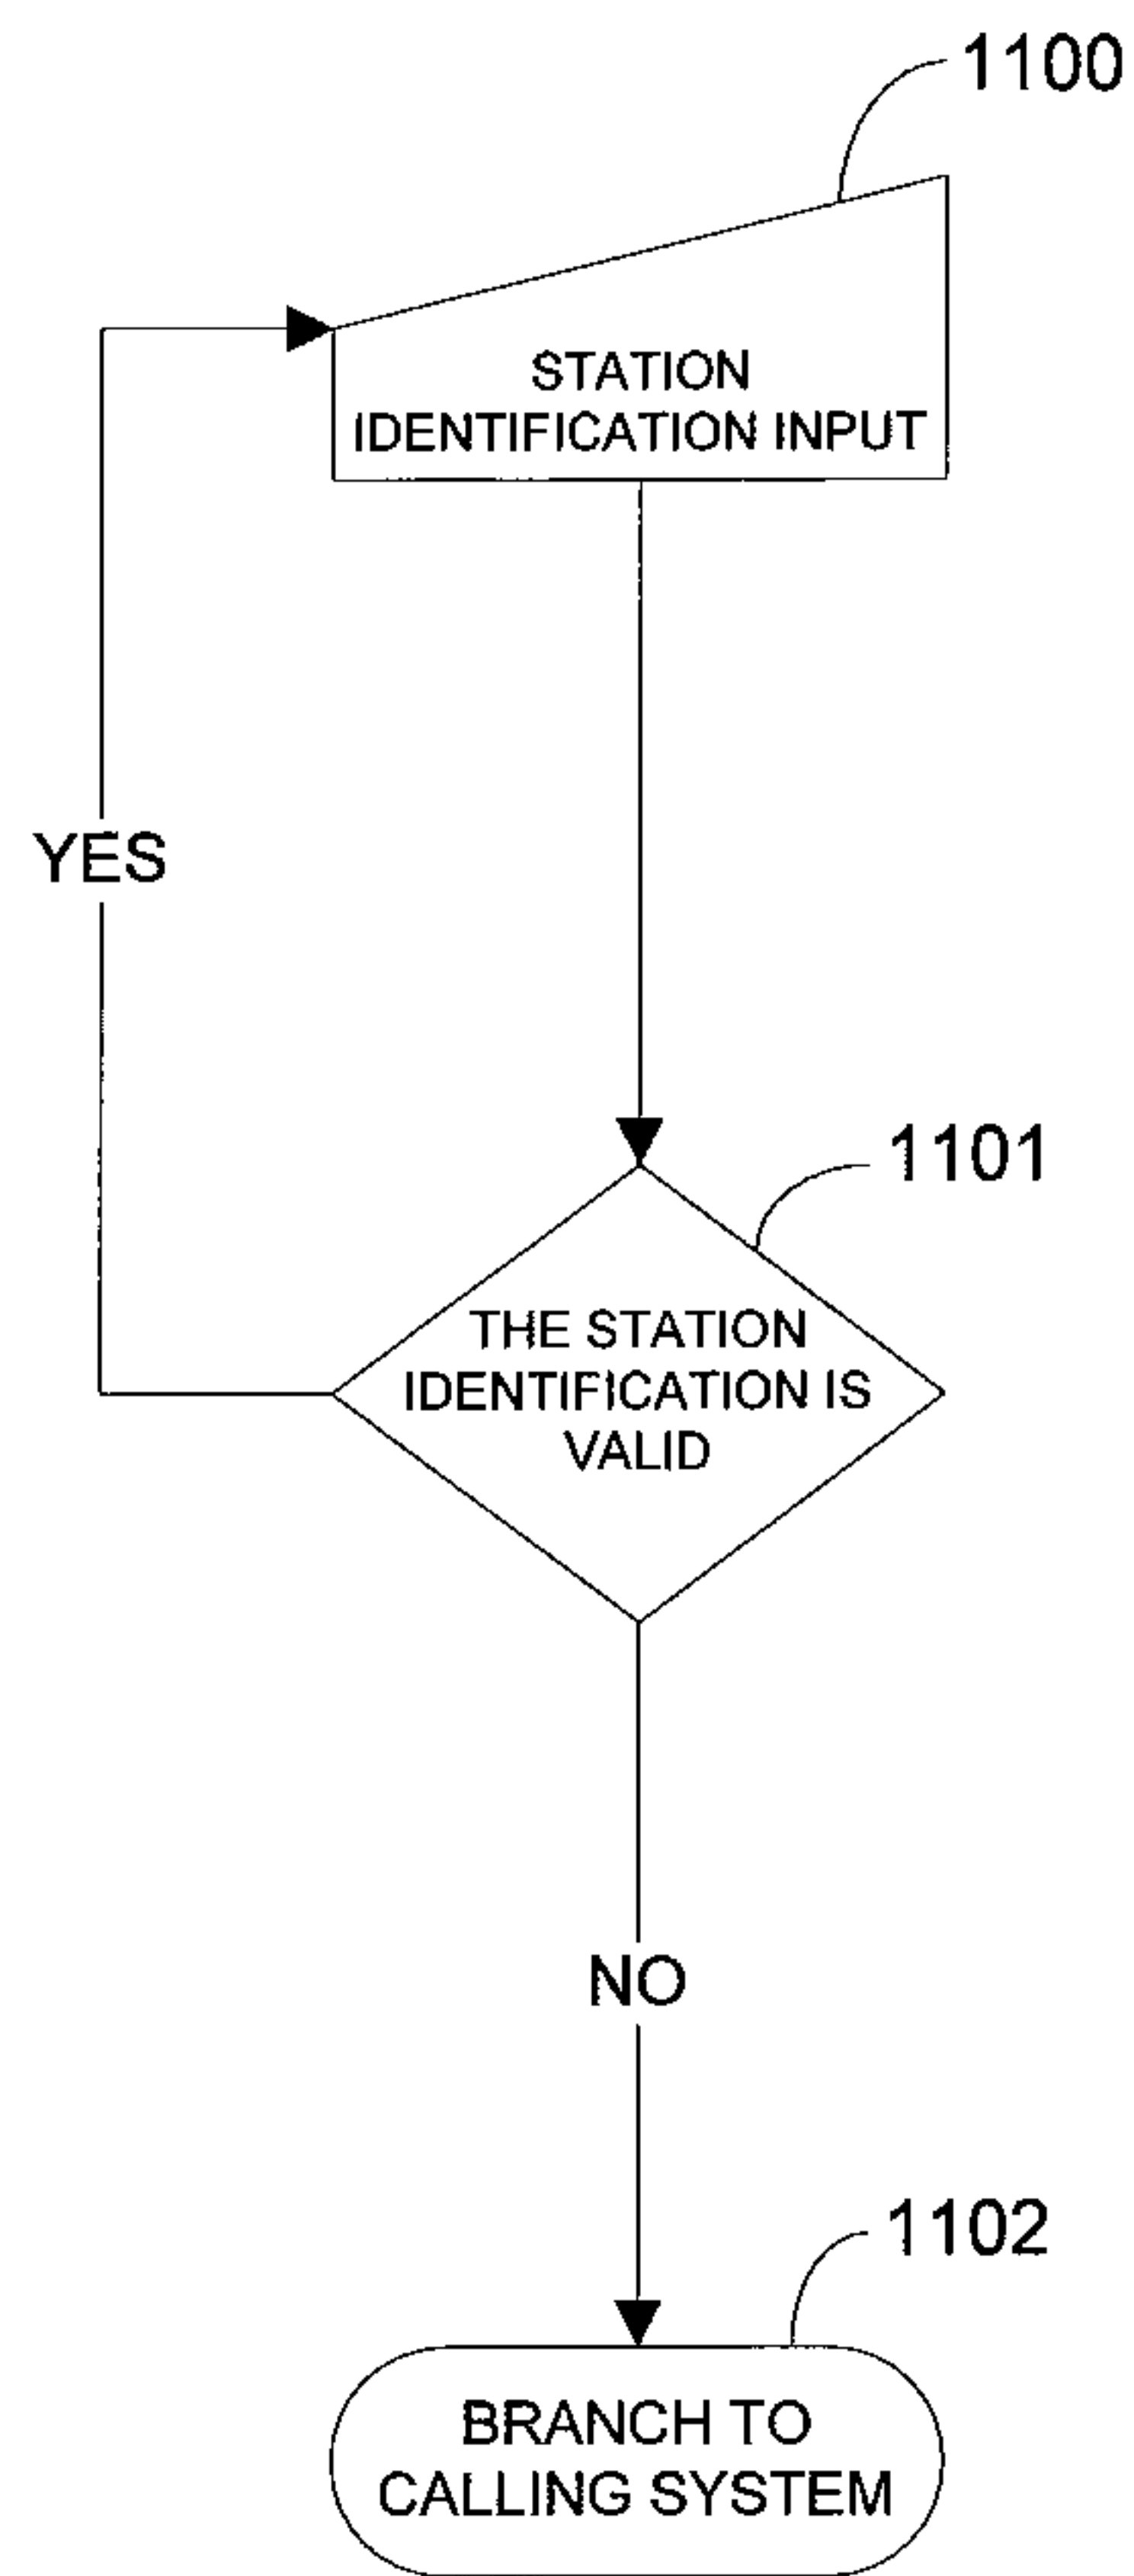 1100
STATION
IDENTIFICATION INPUT
YES
1101
THE STATION
IDENTIFICATION IS
VALID
NO
1102
BRANCH TO
CALLING SYSTEM